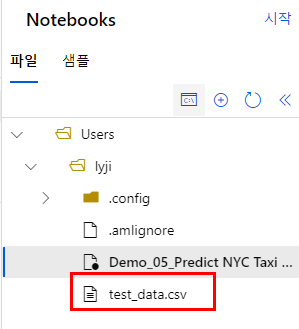 Notebooks 시작
파일 샘플
Users
lyji
.config
.amlignore
Demo_05_Predict NYC Taxi ...
test_data.csv